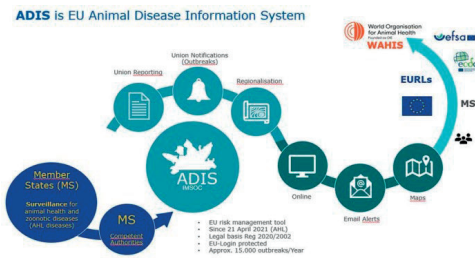 ADIS is EU Animal Disease Information System
World Organisation
for Animal Health
WAHIS
efsa
ecdc
EURLs
MS
Union Notifications
(Outbreaks)
Union Reporting
Regionalisation
ADIS
IMSOC
Online
Email Alerts
Maps
Member
States (MS)
Surveillance for
animal health and
zoonotic diseases
(AHL diseases)
MS
Competent
Authorities
• EU risk management tool
• Since 21 April 2021 (AHL)
• Legal basis Reg 2020/2002
• EU-Login protected
• Approx. 15.000 outbreaks/Year